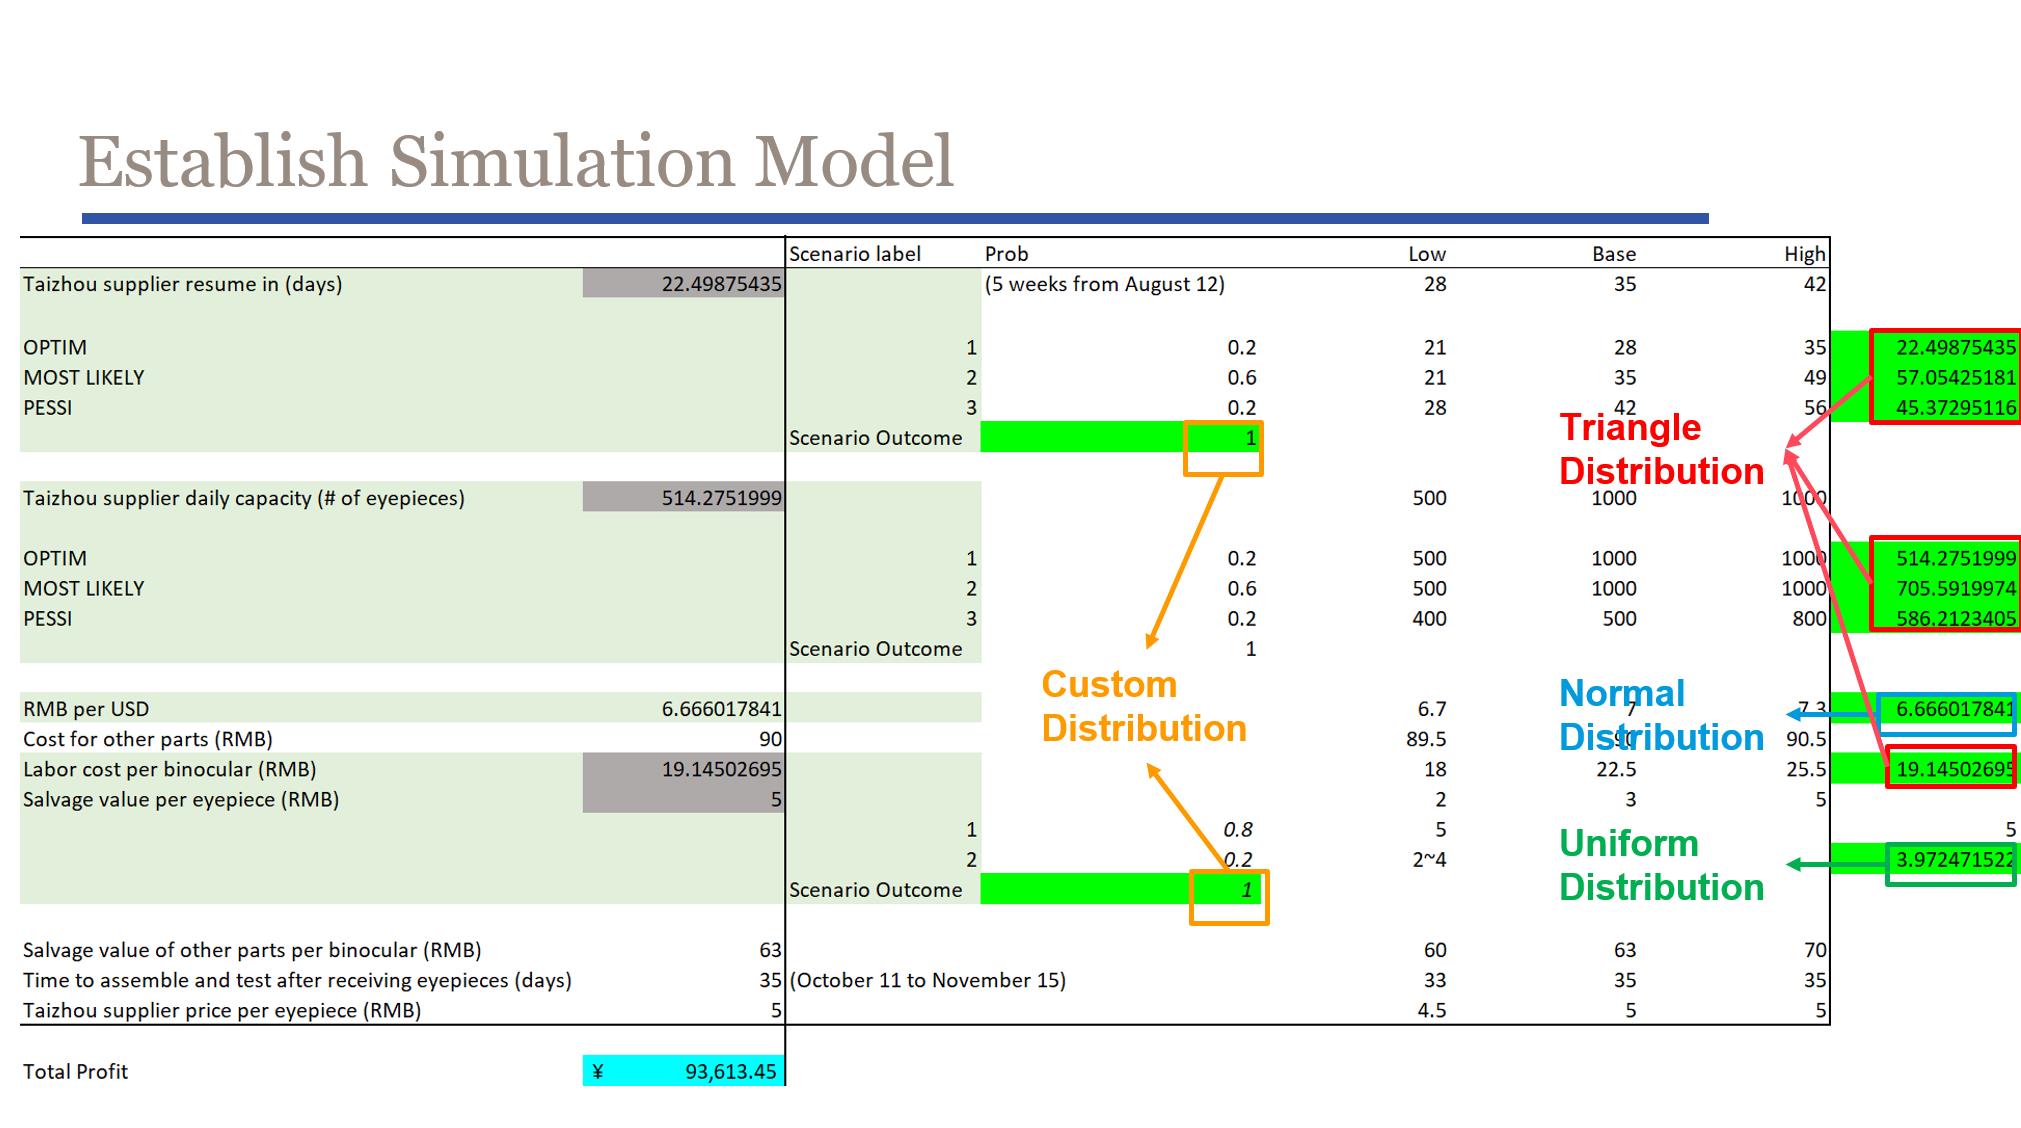 Establish Simulation Model
Scenario label Prob Low Base High
Taizhou supplier resume in (days) 22.49875435 (5 weeks from August 12) 28 35 42
OPTIM 1 0.2 21 28 35 22.49875435
MOST LIKELY 2 0.6 21 35 49 57.05425181
PESSI 3 0.2 28 42 56 45.37295116
Scenario Outcome 1
Triangle
Distribution
Taizhou supplier daily capacity (# of eyepieces) 514.2751999 500 1000 1000
OPTIM 1 0.2 500 1000 1000 514.2751999
MOST LIKELY 2 0.6 500 1000 1000 705.5919974
PESSI 3 0.2 400 500 800 586.2123405
Scenario Outcome 1
Custom
Distribution
Normal
Distribution
RMB per USD 6.666017841 6.7 7 7.3 6.666017841
Cost for other parts (RMB) 90 89.5 90 90.5
Labor cost per binocular (RMB) 19.14502695 18 22.5 25.5 19.14502695
Salvage value per eyepiece (RMB) 5 2 3 5
1 0.8 5 5
Uniform
Distribution
2 0.2 2~4 3.972471522
Scenario Outcome 1
Salvage value of other parts per binocular (RMB) 63 60 63 70
Time to assemble and test after receiving eyepieces (days) 35 (October 11 to November 15) 33 35 35
Taizhou supplier price per eyepiece (RMB) 5 4.5 5 5
Total Profit ¥ 93,613.45